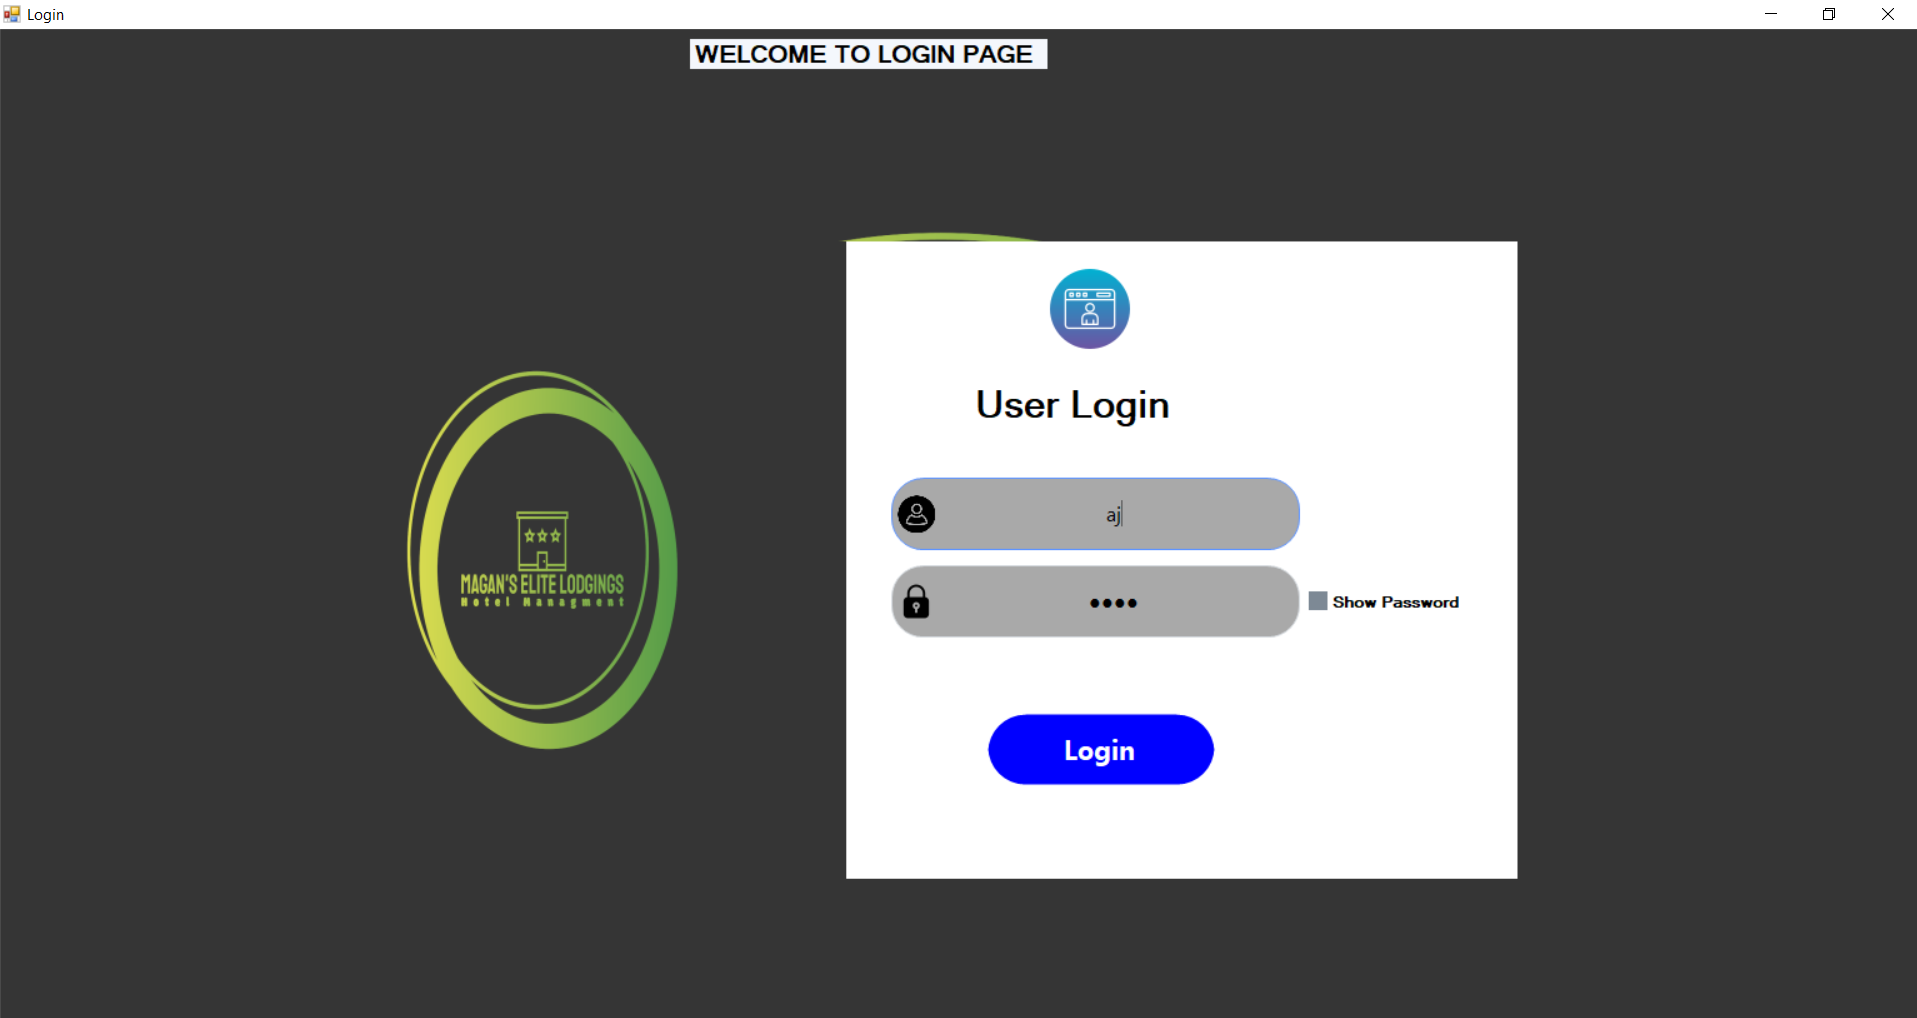 Login
WELCOME TO LOGIN PAGE
MAGAN'S ELITE LODGINGS
Hotel Managment
User Login
aj
••••
Show Password
Login